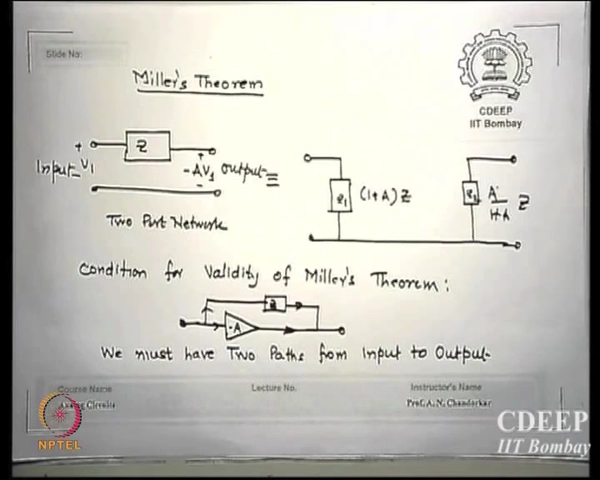 Slide No:
Miller's Theorem
CDEEP
IIT Bombay
Z
+
Input V1
-
+
-AV1 Output
-
≡
Two Port Network
Z1 (1+A) Z
A
1+A Z
Condition for Validity of Miller's Theorem:
Z
-A
We must have Two Paths from Input to Output
Course Name
Lecture No.
Instructor's Name
Analog Circuits
Prof. A. N. Chandorkar
NPTEL
CDEEP
IIT Bombay